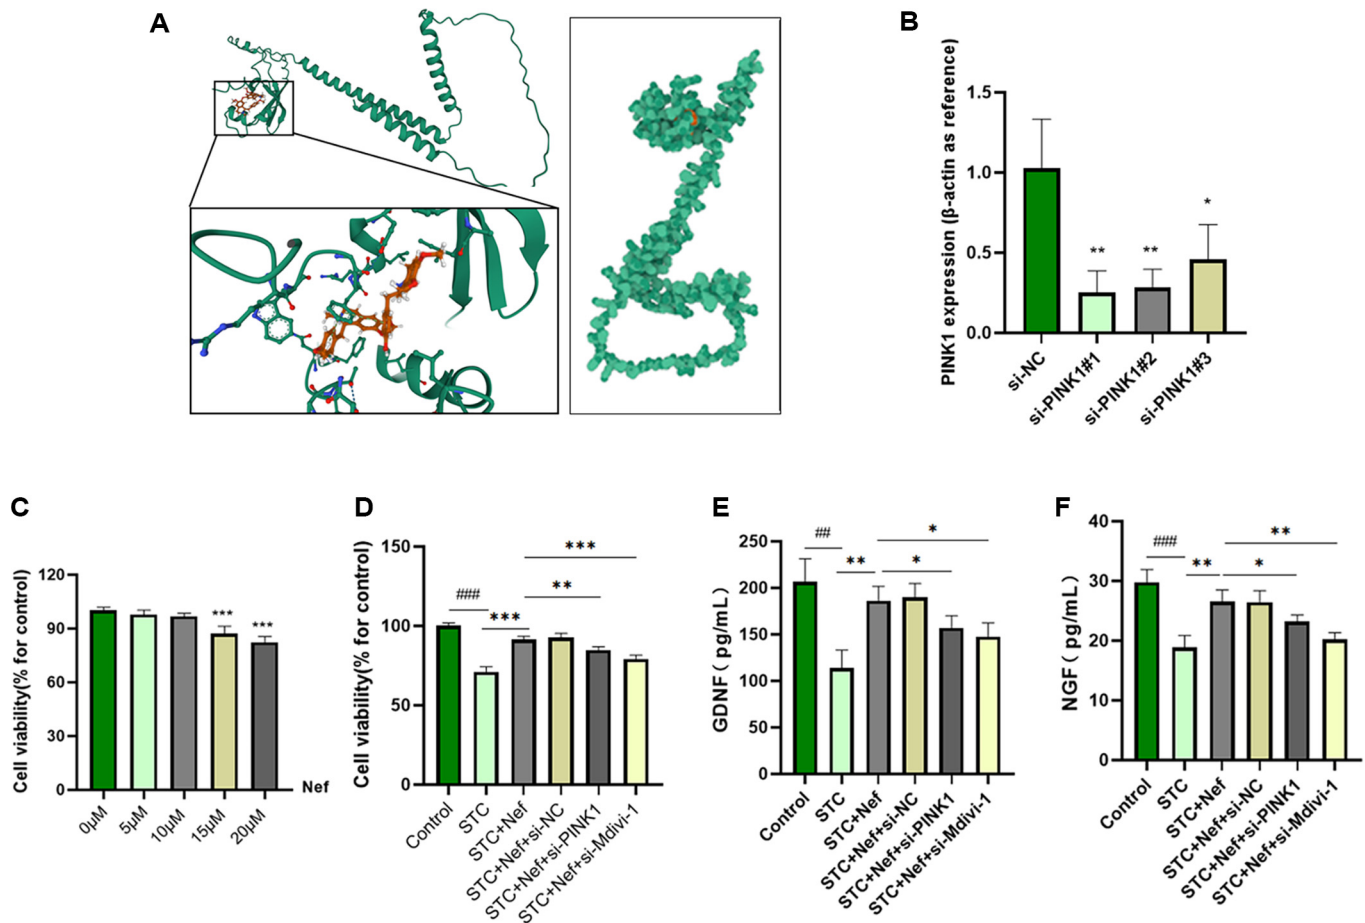 A
B
PINK1 expression (β-actin as reference)
1.5
1.0
0.5
0.0
**
**
*
si-NC
si-PINK1#1
si-PINK1#2
si-PINK1#3
C
Cell viability(% for control)
120
90
60
30
0
***
***
Nef
0μM
5μM
10μM
15μM
20μM
D
Cell viability(% for control)
150
100
50
0
###
***
**
***
Control
STC
STC+Nef
STC+Nef+si-NC
STC+Nef+si-PINK1
STC+Nef+si-Mdivi-1
E
GDNF（pg/mL）
250
200
150
100
50
0
##
**
*
*
Control
STC
STC+Nef
STC+Nef+si-NC
STC+Nef+si-PINK1
STC+Nef+si-Mdivi-1
F
NGF（pg/mL）
40
30
20
10
0
###
**
*
**
Control
STC
STC+Nef
STC+Nef+si-NC
STC+Nef+si-PINK1
STC+Nef+si-Mdivi-1